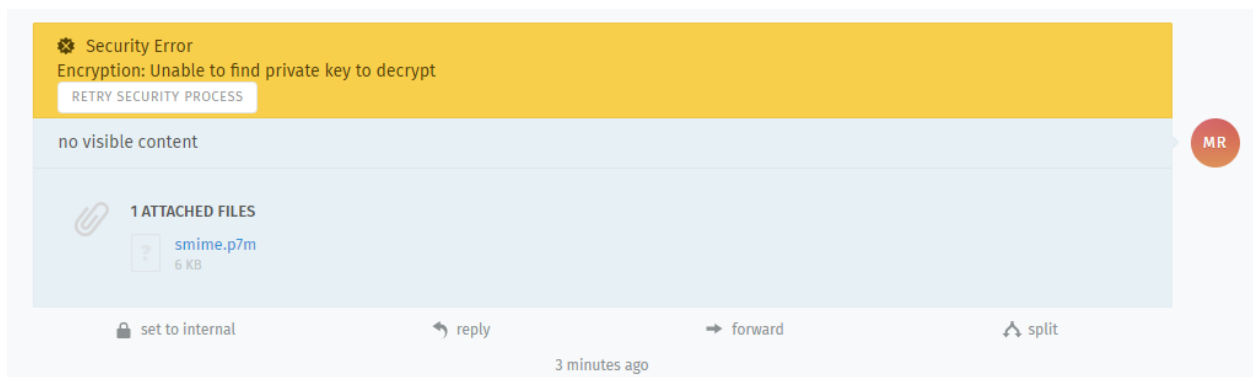 Security Error
Encryption: Unable to find private key to decrypt
RETRY SECURITY PROCESS
no visible content
MR
1 ATTACHED FILES
?
smime.p7m
6 KB
set to internal
reply
forward
split
3 minutes ago